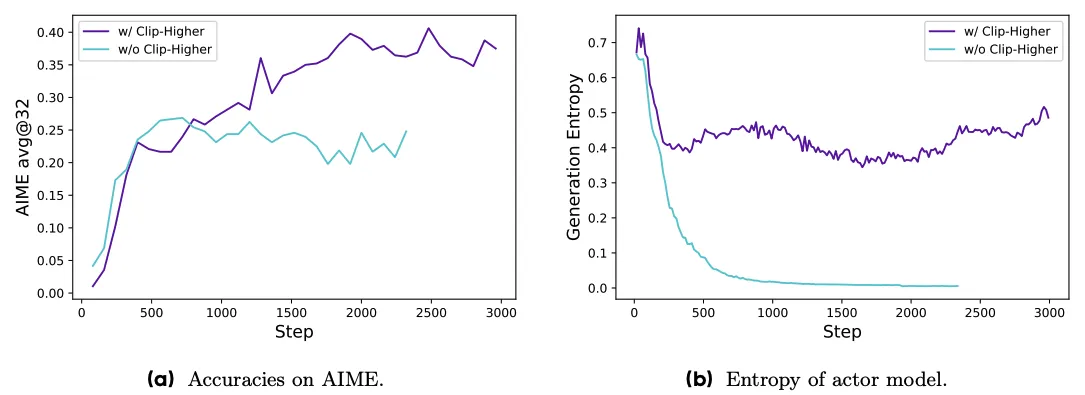 w/ Clip-Higher
w/o Clip-Higher
AIME avg@32
0.40
0.35
0.30
0.25
0.20
0.15
0.10
0.05
0.00
0 500 1000 1500 2000 2500 3000
Step
(a) Accuracies on AIME.
w/ Clip-Higher
w/o Clip-Higher
Generation Entropy
0.7
0.6
0.5
0.4
0.3
0.2
0.1
0.0
0 500 1000 1500 2000 2500 3000
Step
(b) Entropy of actor model.